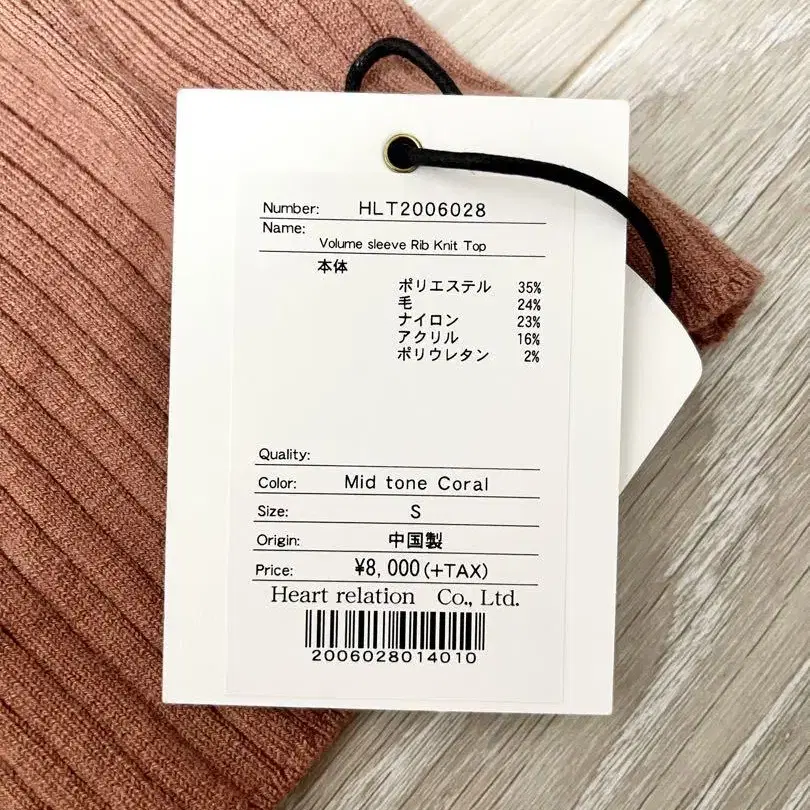 Number: HLT2006028
Name:
Volume sleeve Rib Knit Top
本体
ポリエステル 35%
毛 24%
ナイロン 23%
アクリル 16%
ポリウレタン 2%
Quality:
Color: Mid tone Coral
Size: S
Origin: 中国製
Price: ¥8,000(+TAX)
Heart relation Co., Ltd.
2006028014010